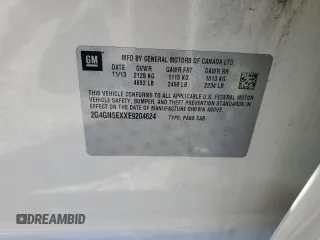 GM
MFD BY GENERAL MOTORS OF CANADA LTD.
DATE GVWR GAWR FRT GAWR RR
11/13 2128 KG 1115 KG 1013 KG
4692 LB 2458 LB 2234 LB
THIS VEHICLE CONFORMS TO ALL APPLICABLE U.S. FEDERAL MOTOR VEHICLE
SAFETY, BUMPER, AND THEFT PREVENTION STANDARDS IN EFFECT ON THE DATE
OF MANUFACTURE SHOWN ABOVE.
2G4GN5EXXE9204624 TYPE: PASS CAR
DREAMBID